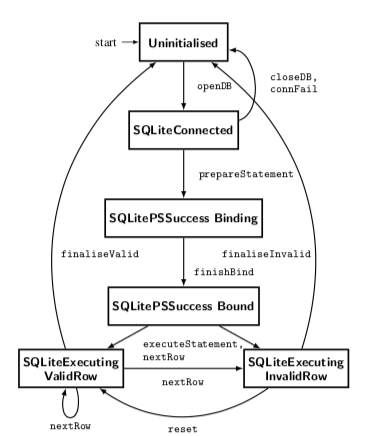 start
Uninitialised
openDB
closeDB,
connFail
SQLiteConnected
prepareStatement
SQLitePSSuccess Binding
finaliseValid
finaliseInvalid
finishBind
SQLitePSSuccess Bound
executeStatement,
nextRow
SQLiteExecuting
ValidRow
nextRow
SQLiteExecuting
InvalidRow
nextRow
reset